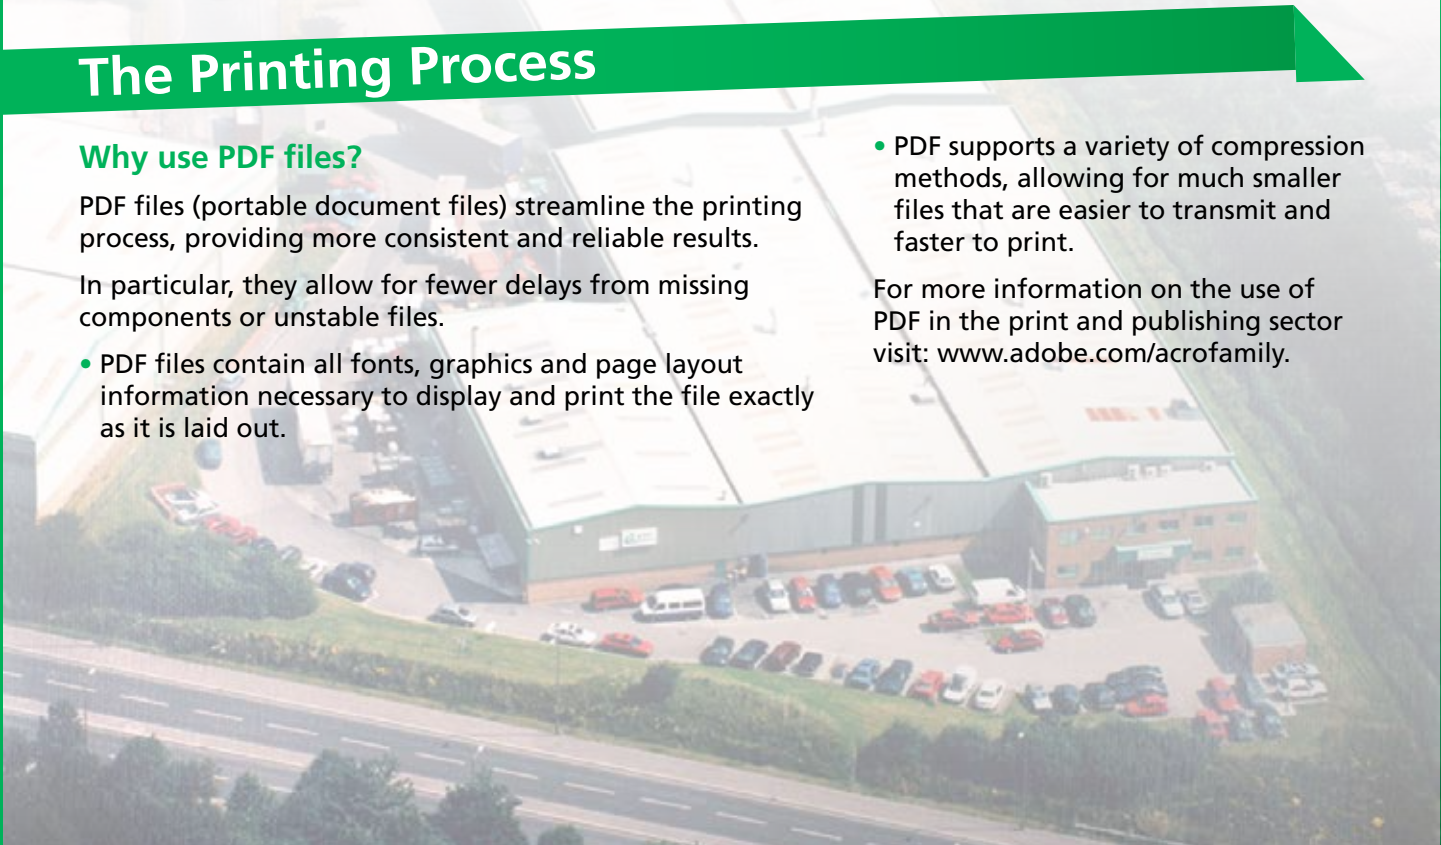 The Printing Process
Why use PDF files?
PDF files (portable document files) streamline the printing
process, providing more consistent and reliable results.
In particular, they allow for fewer delays from missing
components or unstable files.
• PDF files contain all fonts, graphics and page layout
information necessary to display and print the file exactly
as it is laid out.
• PDF supports a variety of compression
methods, allowing for much smaller
files that are easier to transmit and
faster to print.
For more information on the use of
PDF in the print and publishing sector
visit: www.adobe.com/acrofamily.